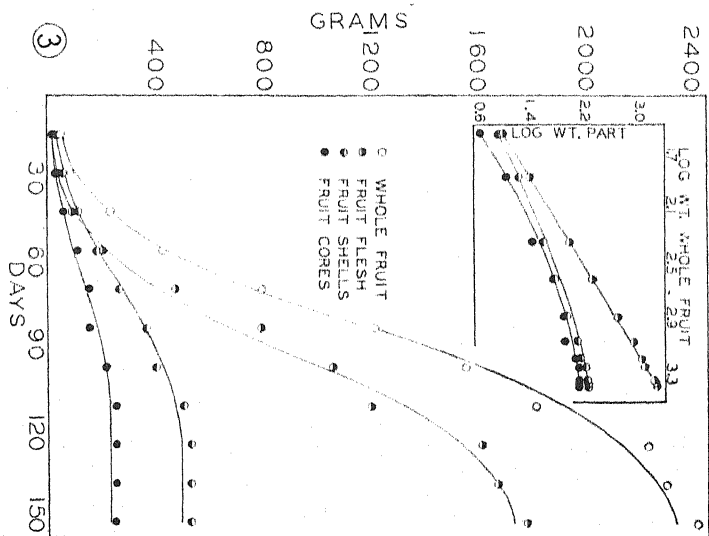 GRAMS
400
800
1200
1600
2000
2400
3
30
60
90
120
150
DAYS
WHOLE FRUIT
FRUIT FLESH
FRUIT SHELLS
FRUIT CORES
LOG WT. PART
0.6
1.4
2.2
3.0
LOG WT. WHOLE FRUIT
1.7
2.1
2.5
2.9
3.3